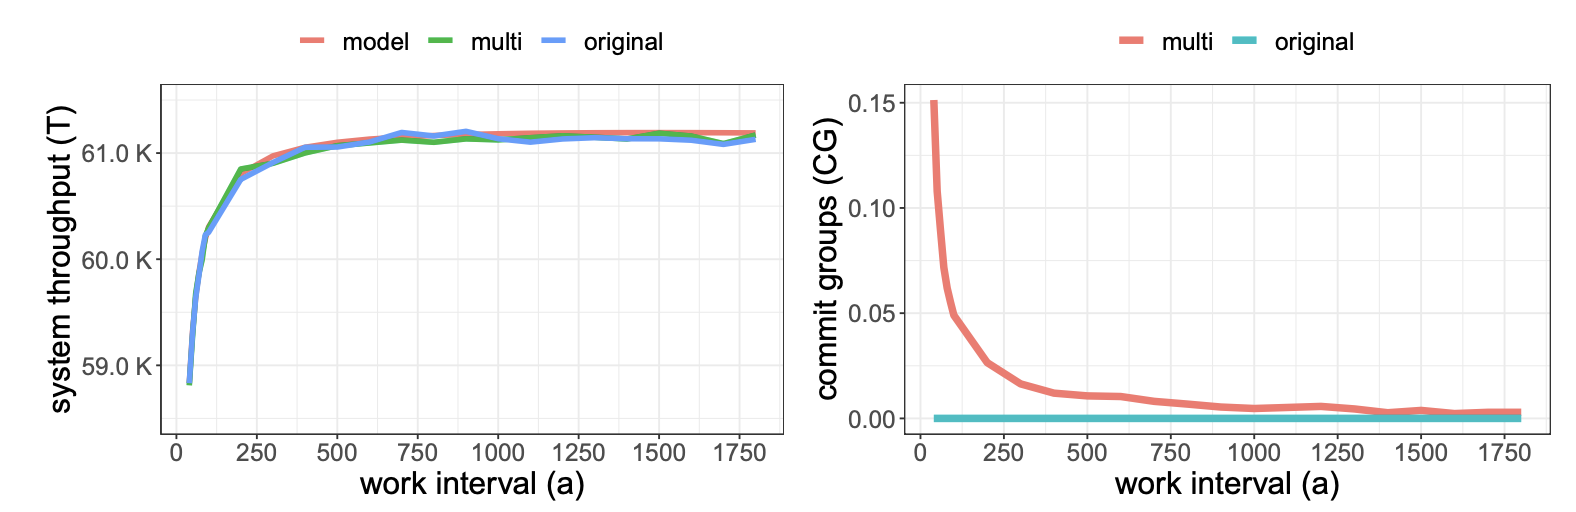 model multi original
system throughput (T)
61.0 K
60.0 K
59.0 K
0 250 500 750 1000 1250 1500 1750
work interval (a)
multi original
commit groups (CG)
0.15
0.10
0.05
0.00
0 250 500 750 1000 1250 1500 1750
work interval (a)